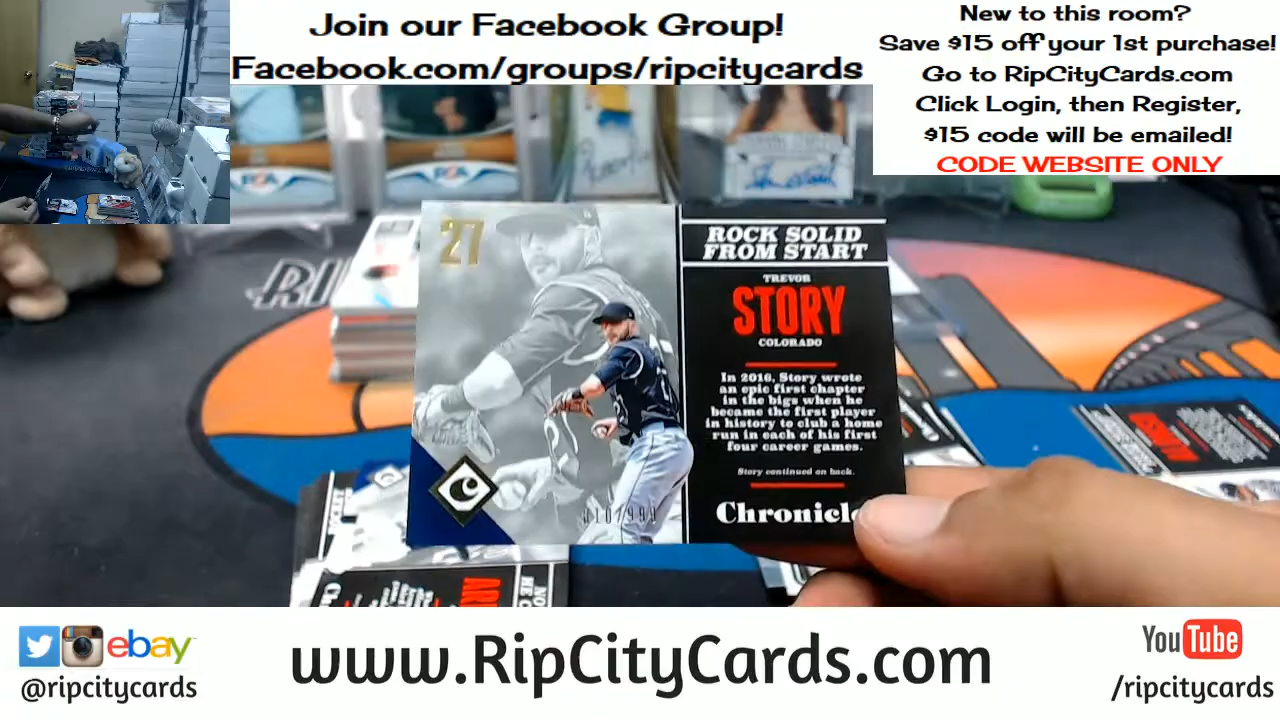 Join our Facebook Group!
Facebook.com/groups/ripcitycards
New to this room?
Save $15 off your 1st purchase!
Go to RipCityCards.com
Click Login, then Register,
$15 code will be emailed!
CODE WEBSITE ONLY
PSA
PSA
RI
27
ROCK SOLID
FROM START
TREVOR
STORY
COLORADO
In 2016, Story wrote
an epic first chapter
in the bigs when he
became the first player
in history to club a home
run in each of his first
four career games.
Story continued on back.
Chronicle
C
010/999
ebay
@ripcitycards
www.RipCityCards.com
YouTube
/ripcitycards